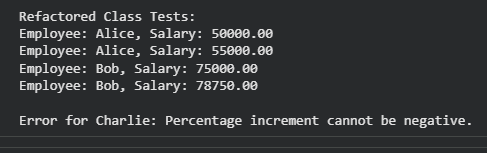 Refactored Class Tests:
Employee: Alice, Salary: 50000.00
Employee: Alice, Salary: 55000.00
Employee: Bob, Salary: 75000.00
Employee: Bob, Salary: 78750.00
Error for Charlie: Percentage increment cannot be negative.